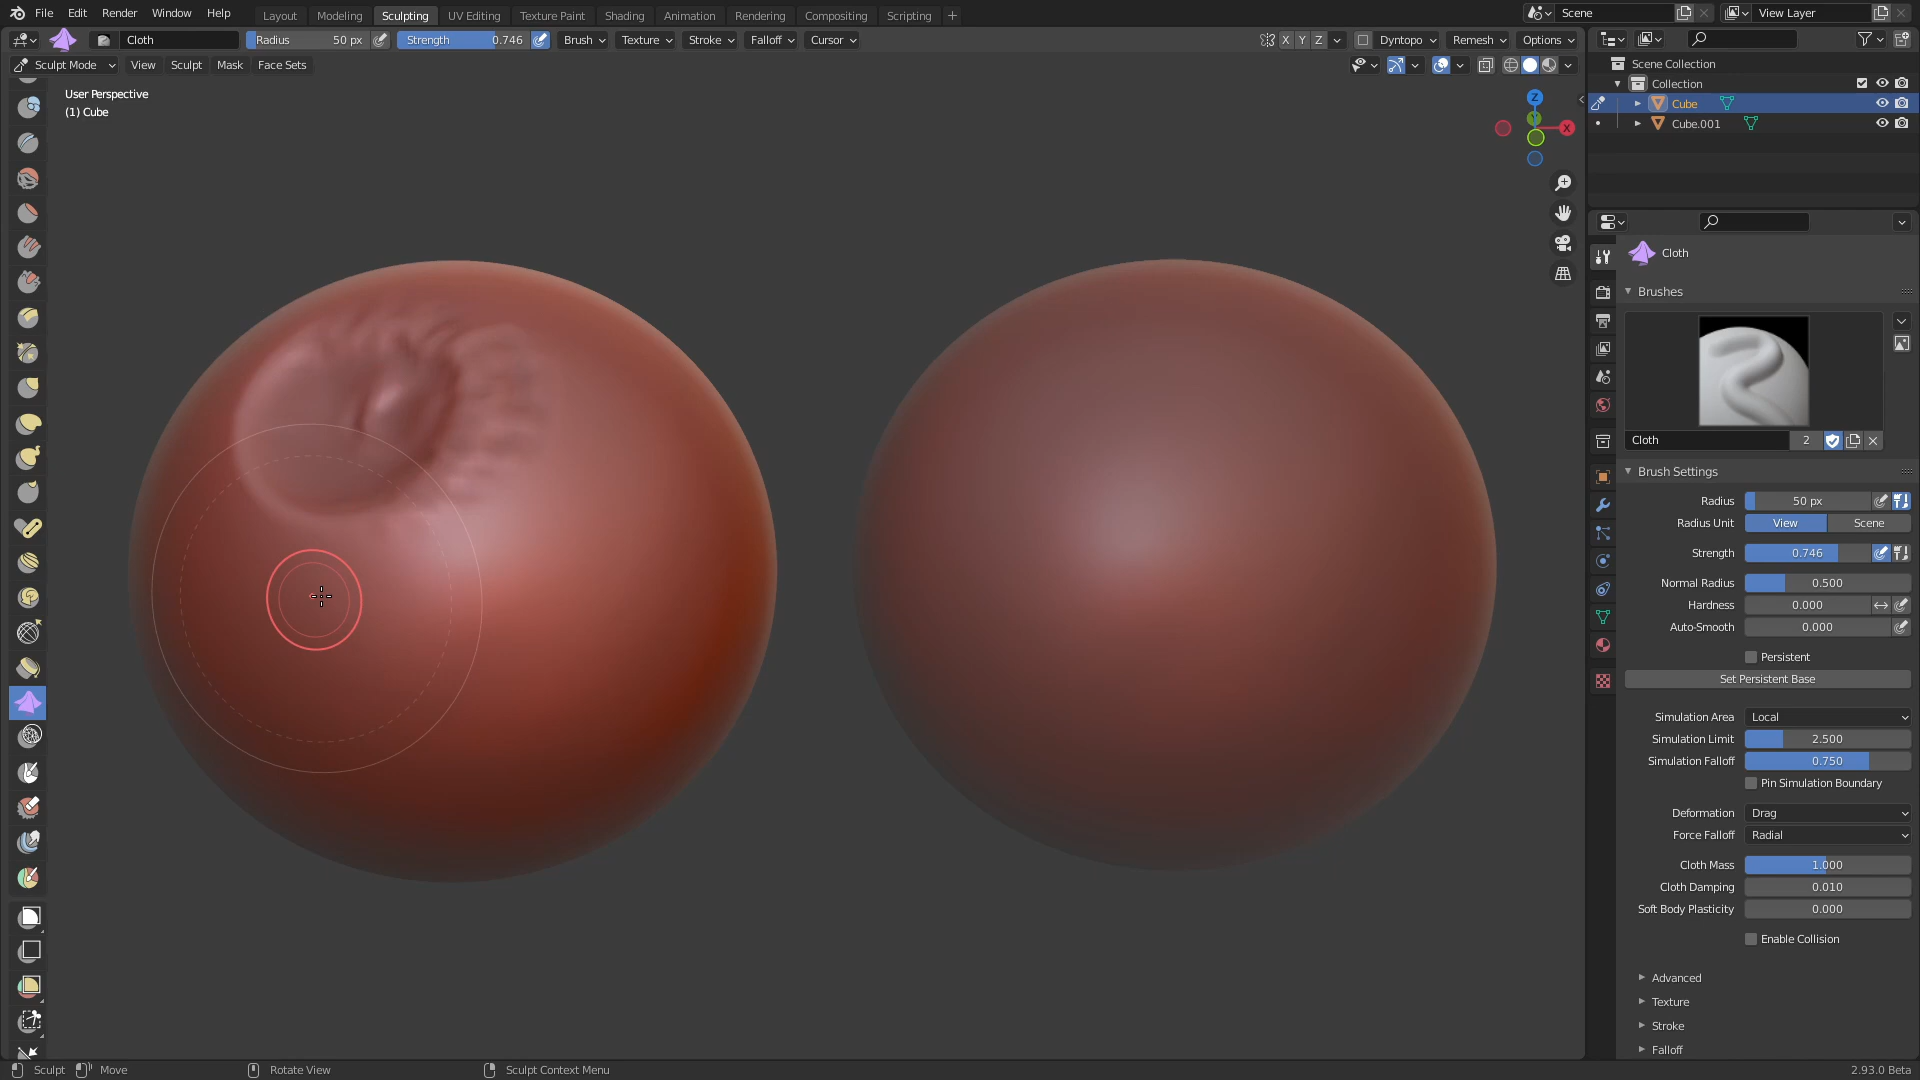 File Edit Render Window Help Layout Modeling Sculpting UV Editing Texture Paint Shading Animation Rendering Compositing Scripting + Scene View Layer
Cloth Radius 50 px Strength 0.746 Brush Texture Stroke Falloff Cursor X Y Z Dyntopo Remesh Options
Sculpt Mode View Sculpt Mask Face Sets
User Perspective
(1) Cube
Z
Y
X
Scene Collection
Collection
Cube
Cube.001
Cloth
Brushes
Cloth 2
Brush Settings
Radius 50 px
Radius Unit View Scene
Strength 0.746
Normal Radius 0.500
Hardness 0.000
Auto-Smooth 0.000
Persistent
Set Persistent Base
Simulation Area Local
Simulation Limit 2.500
Simulation Falloff 0.750
Pin Simulation Boundary
Deformation Drag
Force Falloff Radial
Cloth Mass 1.000
Cloth Damping 0.010
Soft Body Plasticity 0.000
Enable Collision
Advanced
Texture
Stroke
Falloff
Sculpt Move Rotate View Sculpt Context Menu 2.93.0 Beta